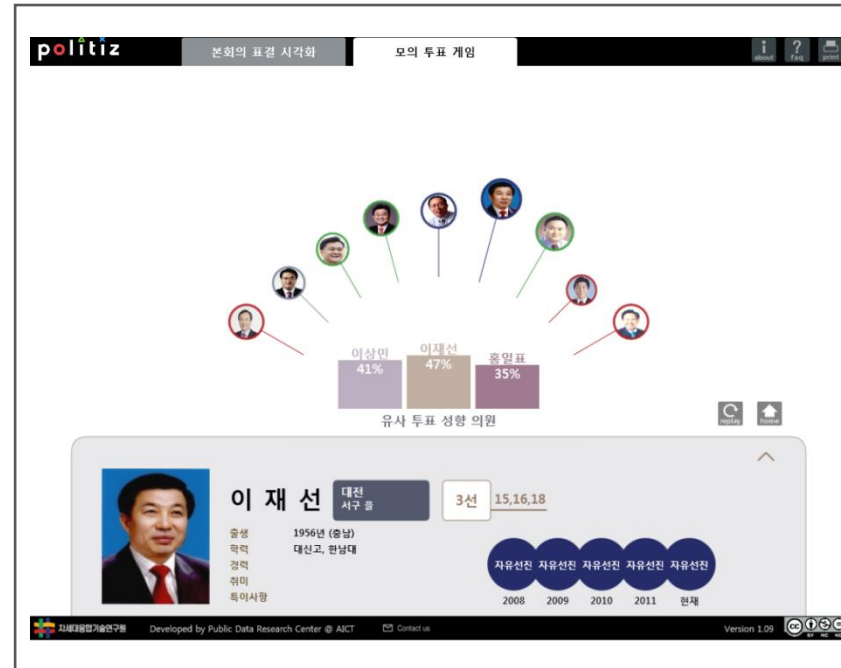 politiz
본회의 표결 시각화
모의 투표 게임
i
about
?
faq
print
이상민
41%
이재선
47%
홍일표
35%
유사 투표 성향 의원
replay
home
이 재 선
대전
서구 을
3선
15,16,18
출생 1956년 (충남)
학력 대신고, 한남대
경력
취미
특이사항
자유선진 자유선진 자유선진 자유선진 자유선진
2008 2009 2010 2011 현재
차세대융합기술연구원
Developed by Public Data Research Center @ AICT
Contact us
Version 1.09
cc
BY NC